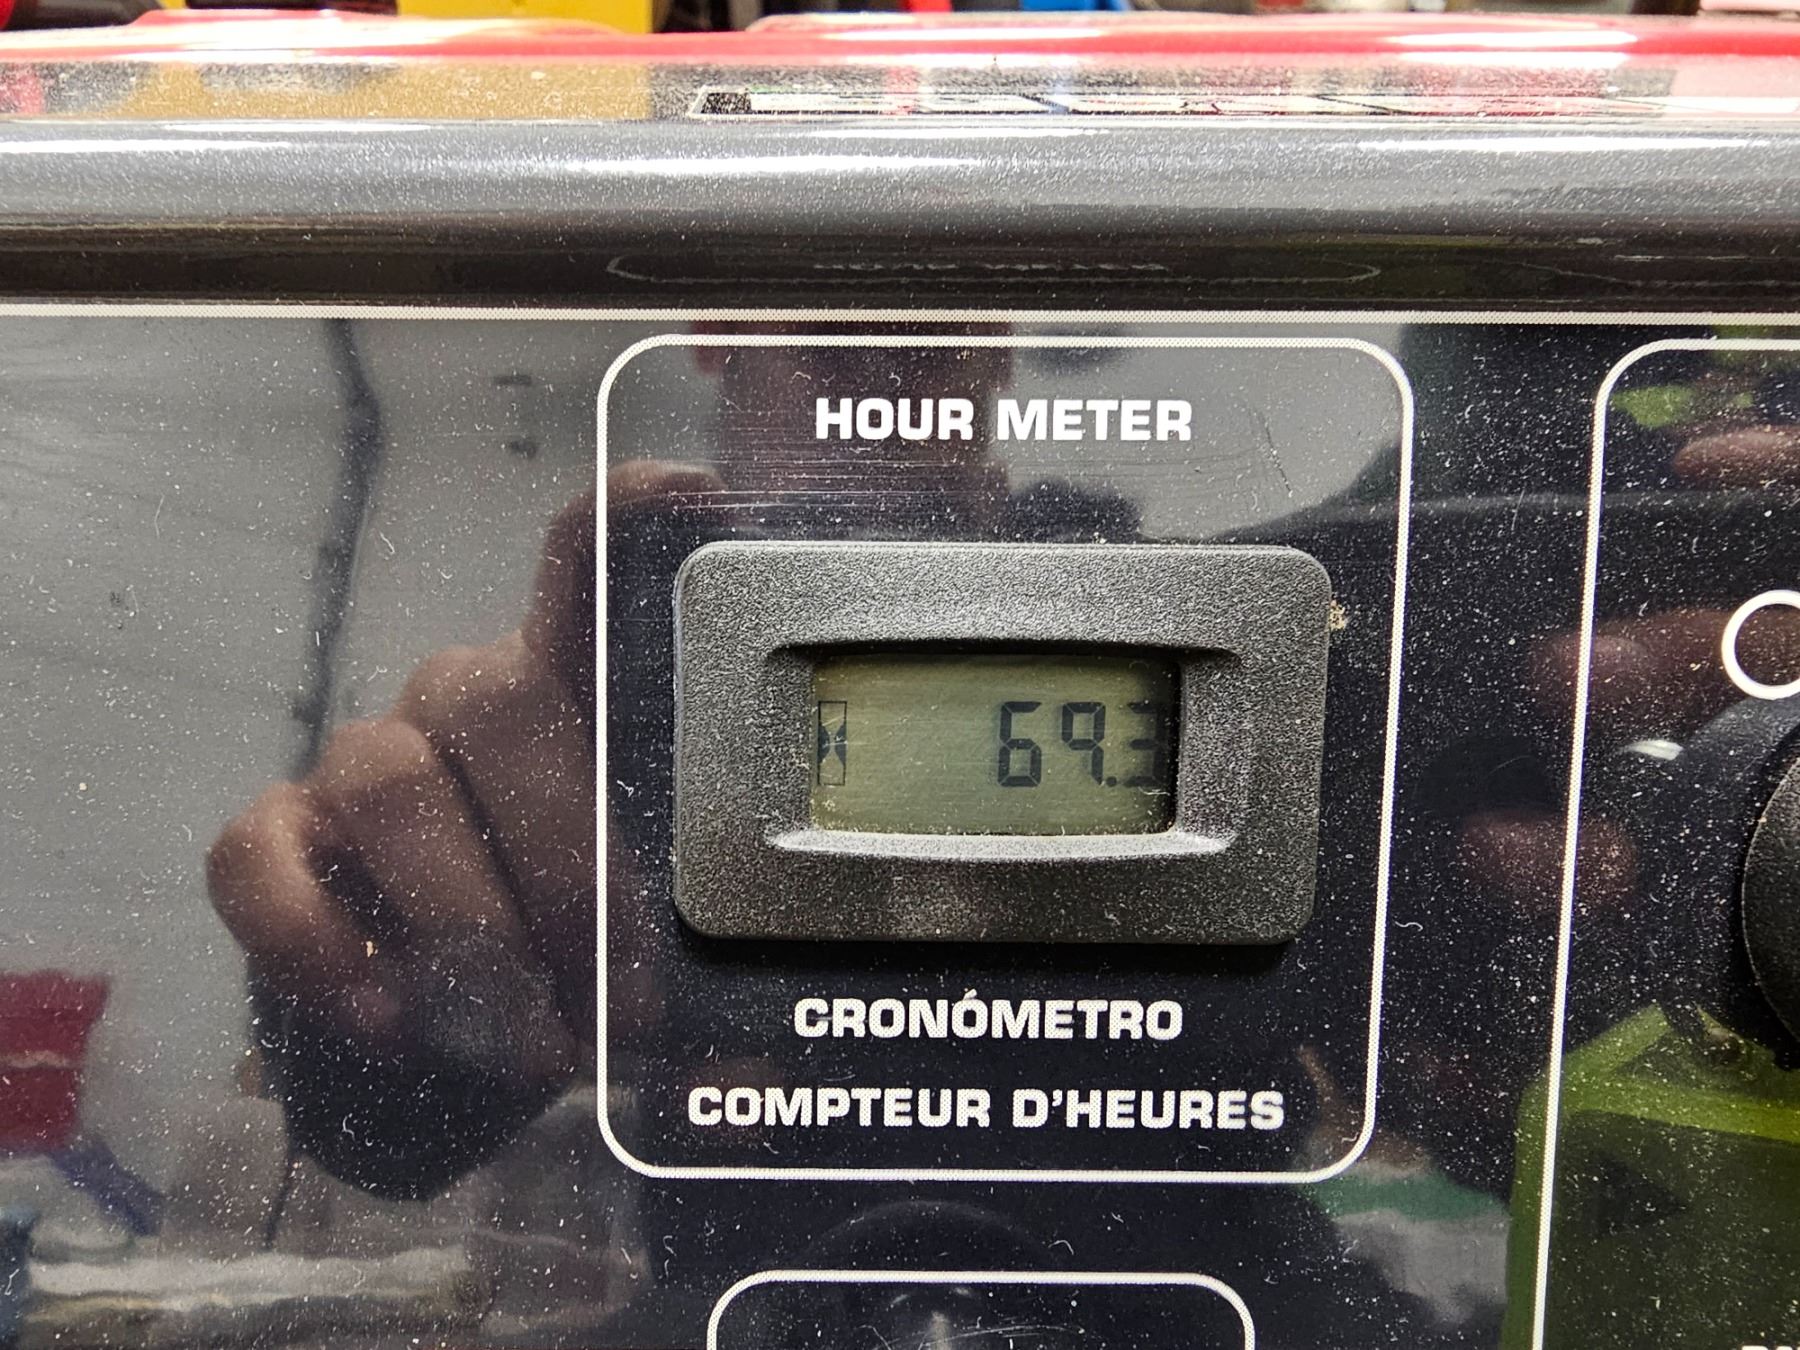 HOUR METER
69.3
CRONÓMETRO
COMPTEUR D'HEURES